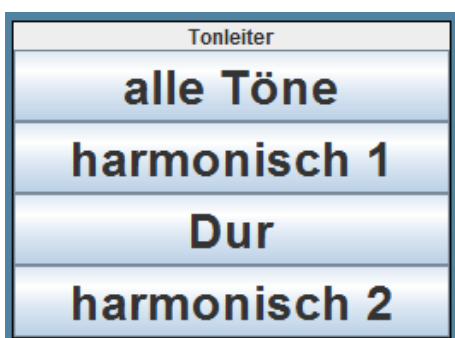 Tonleiter
alle Töne
harmonisch 1
Dur
harmonisch 2